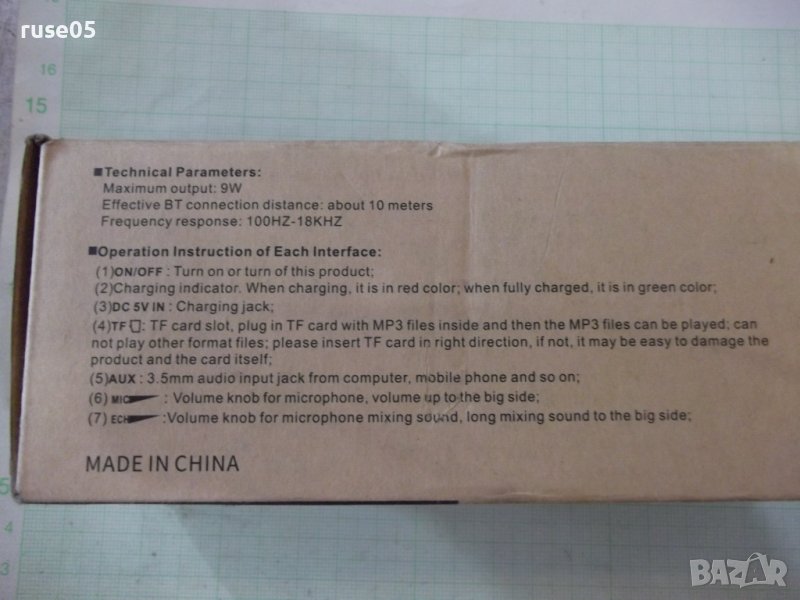 ruse05
16
15
■Technical Parameters:
Maximum output: 9W
Effective BT connection distance: about 10 meters
Frequency response: 100HZ-18KHZ
■Operation Instruction of Each Interface:
(1)ON/OFF : Turn on or turn of this product;
(2)Charging indicator. When charging, it is in red color; when fully charged, it is in green color;
(3)DC 5V IN : Charging jack;
(4)TF : TF card slot, plug in TF card with MP3 files inside and then the MP3 files can be played; can
not play other format files; please insert TF card in right direction, if not, it may be easy to damage the
product and the card itself;
(5)AUX : 3.5mm audio input jack from computer, mobile phone and so on;
(6) MIC : Volume knob for microphone, volume up to the big side;
(7) ECH :Volume knob for microphone mixing sound, long mixing sound to the big side;
MADE IN CHINA
5
4
3
BAZAR